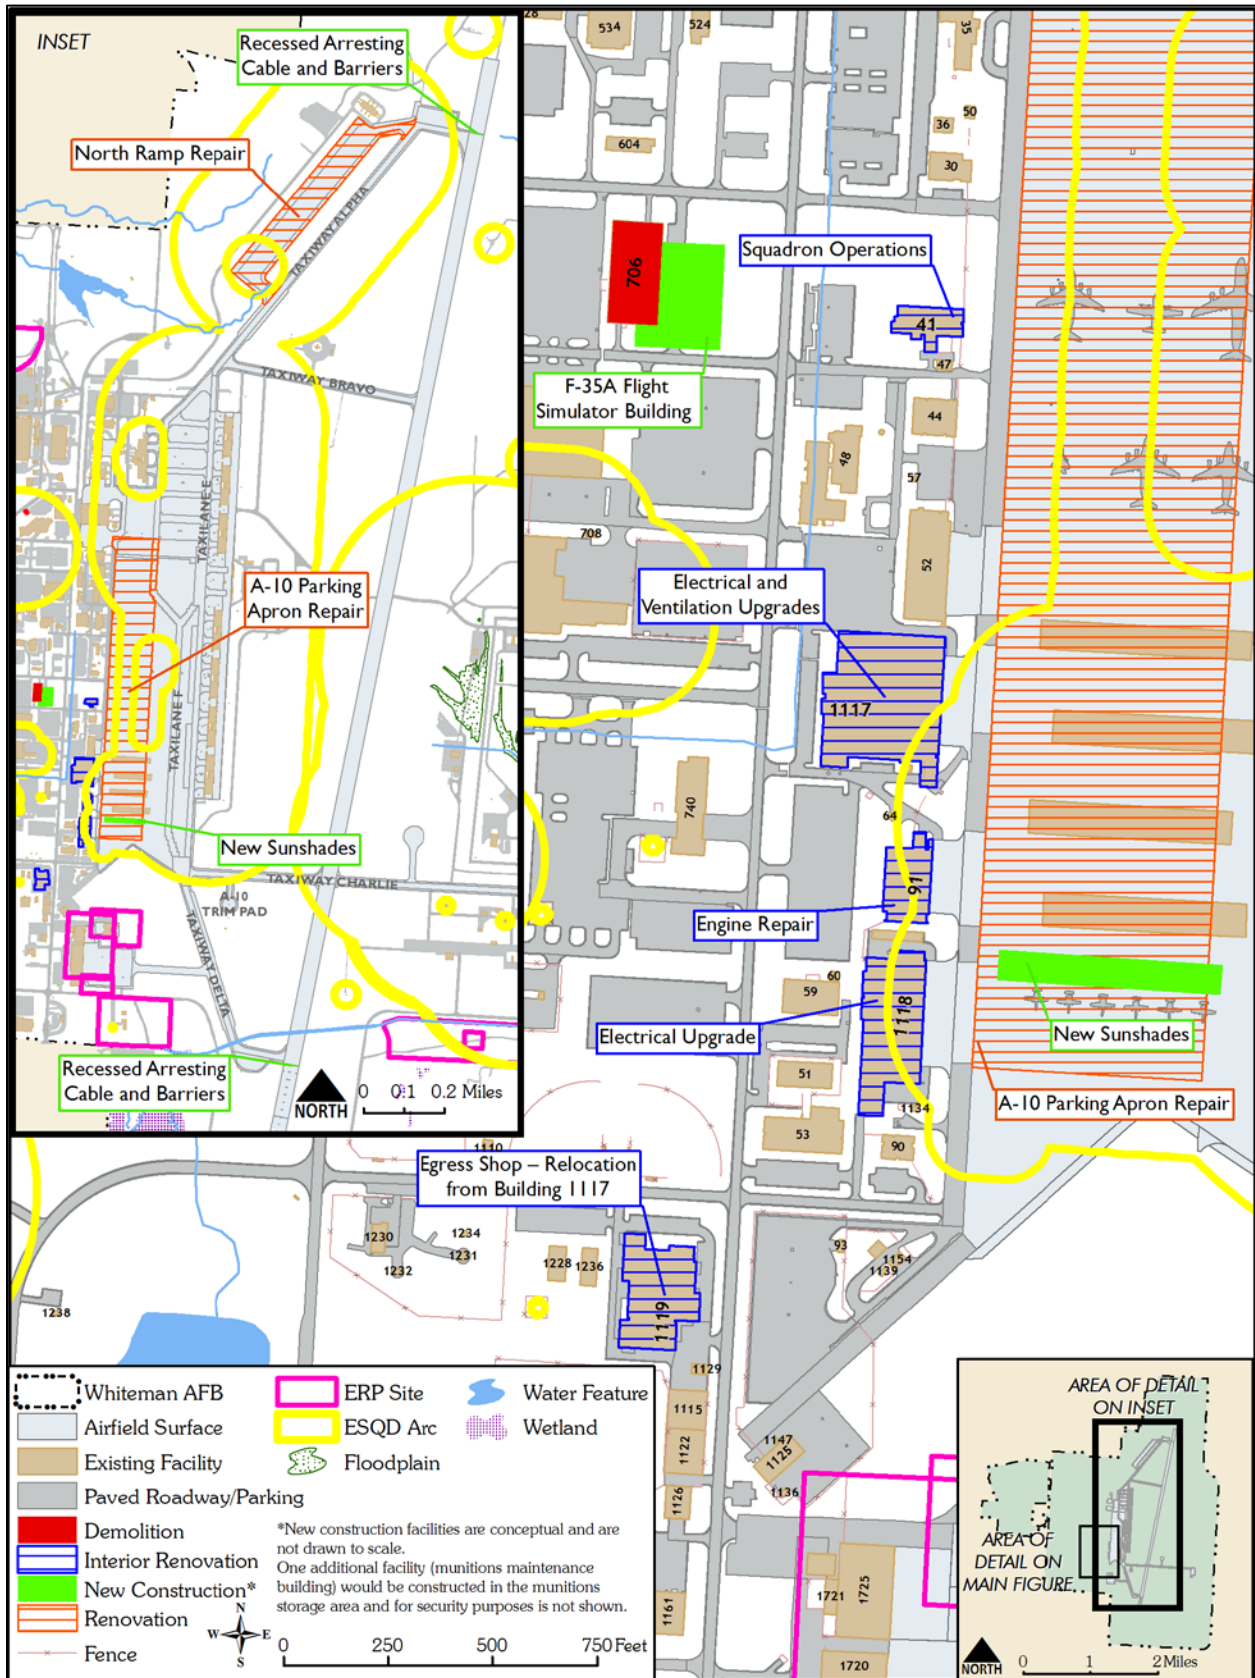 INSET
Recessed Arresting
Cable and Barriers
North Ramp Repair
TAXIWAY ALPHA
TAXIWAY BRAVO
TAXILANE E
A-10 Parking
Apron Repair
TAXILANE F
New Sunshades
TAXIWAY CHARLIE
A-10
TRIM PAD
TAXIWAY DELTA
Recessed Arresting
Cable and Barriers
NORTH
0 0.1 0.2 Miles
28
534
524
35
50
36
604
30
706
Squadron Operations
41
47
F-35A Flight
Simulator Building
44
48
57
708
52
Electrical and
Ventilation Upgrades
1117
740
64
91
Engine Repair
60
59
1118
Electrical Upgrade
New Sunshades
51
1134
A-10 Parking Apron Repair
53
90
1110
Egress Shop – Relocation
from Building 1117
1230
1234
1231
1232
1228
1236
93
1154
1139
1238
1119
1129
1115
1122
1147
1125
1126
1136
1721
1725
1161
1720
Whiteman AFB
Airfield Surface
Existing Facility
Paved Roadway/Parking
Demolition
Interior Renovation
New Construction*
Renovation
Fence
ERP Site
ESQD Arc
Floodplain
Water Feature
Wetland
*New construction facilities are conceptual and are
not drawn to scale.
One additional facility (munitions maintenance
building) would be constructed in the munitions
storage area and for security purposes is not shown.
N
W E
S
0 250 500 750 Feet
AREA OF DETAIL
ON INSET
AREA OF
DETAIL ON
MAIN FIGURE
NORTH
0 1 2 Miles